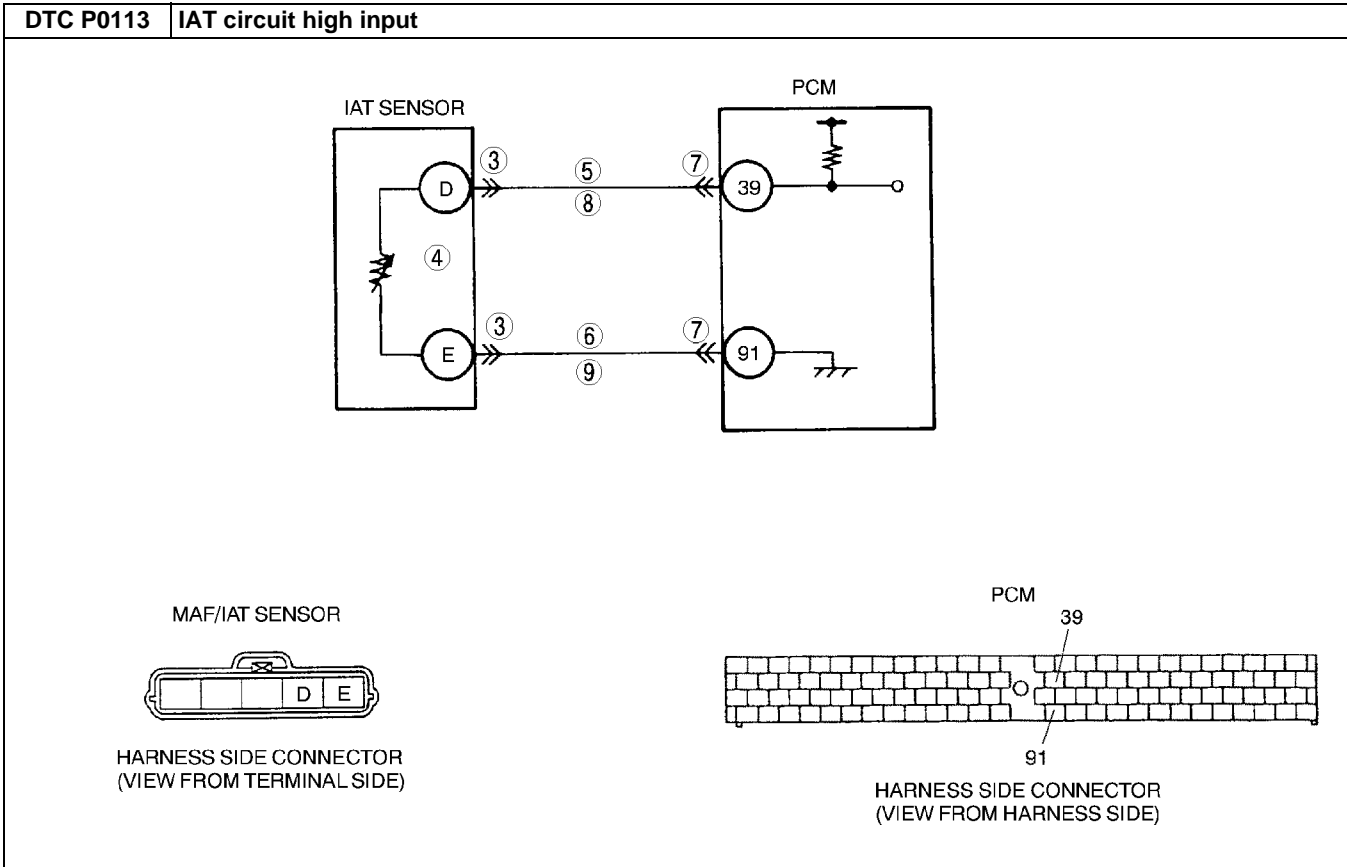 DTC P0113 IAT circuit high input
IAT SENSOR
PCM
D
③
⑤
⑧
⑦
39
④
E
③
⑥
⑨
⑦
91
MAF/IAT SENSOR
D E
HARNESS SIDE CONNECTOR
(VIEW FROM TERMINAL SIDE)
PCM
39
91
HARNESS SIDE CONNECTOR
(VIEW FROM HARNESS SIDE)